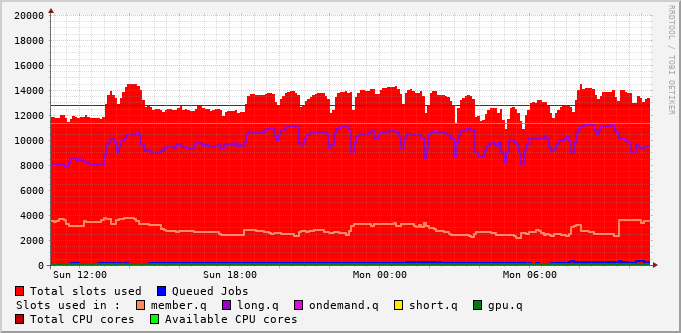 20000
18000
16000
14000
12000
10000
8000
6000
4000
2000
0
Sun 12:00 Sun 18:00 Mon 00:00 Mon 06:00
RRDTOOL / TOBI OETIKER
Total slots used Queued Jobs
Slots used in : member.q long.q ondemand.q short.q gpu.q
Total CPU cores Available CPU cores